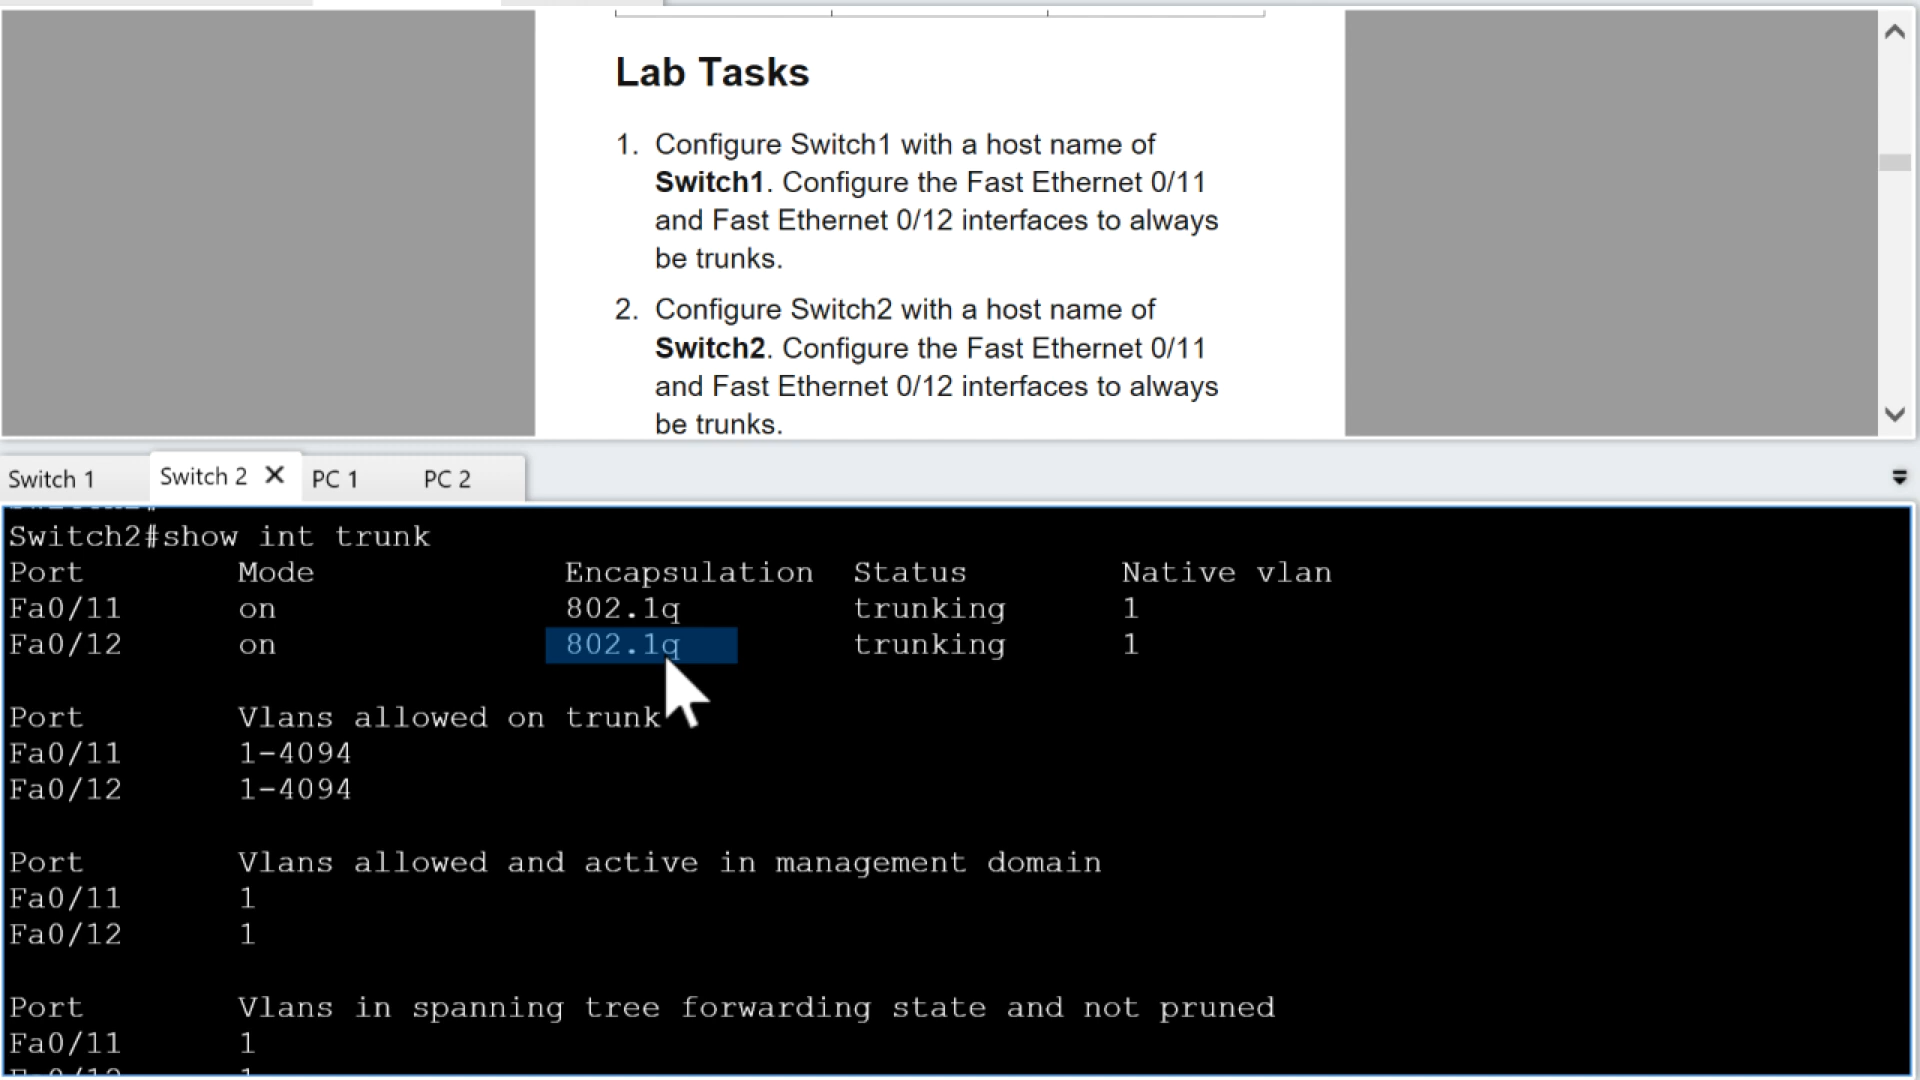 Lab Tasks
1. Configure Switch1 with a host name of
Switch1. Configure the Fast Ethernet 0/11
and Fast Ethernet 0/12 interfaces to always
be trunks.
2. Configure Switch2 with a host name of
Switch2. Configure the Fast Ethernet 0/11
and Fast Ethernet 0/12 interfaces to always
be trunks.
Switch 1 Switch 2 PC 1 PC 2
Switch2#show int trunk
Port Mode Encapsulation Status Native vlan
Fa0/11 on 802.1q trunking 1
Fa0/12 on 802.1q trunking 1
Port Vlans allowed on trunk
Fa0/11 1-4094
Fa0/12 1-4094
Port Vlans allowed and active in management domain
Fa0/11 1
Fa0/12 1
Port Vlans in spanning tree forwarding state and not pruned
Fa0/11 1